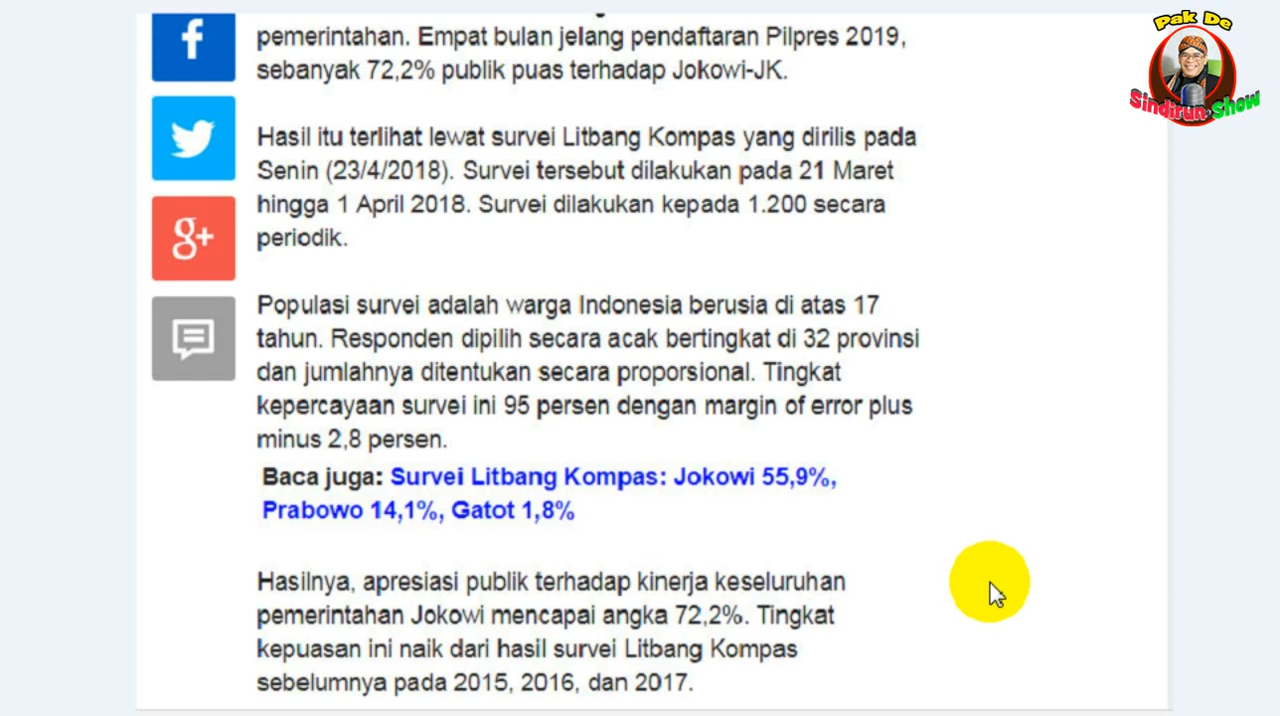 Pak De
Sindirun Show
pemerintahan. Empat bulan jelang pendaftaran Pilpres 2019,
sebanyak 72,2% publik puas terhadap Jokowi-JK.
Hasil itu terlihat lewat survei Litbang Kompas yang dirilis pada
Senin (23/4/2018). Survei tersebut dilakukan pada 21 Maret
hingga 1 April 2018. Survei dilakukan kepada 1.200 secara
periodik.
Populasi survei adalah warga Indonesia berusia di atas 17
tahun. Responden dipilih secara acak bertingkat di 32 provinsi
dan jumlahnya ditentukan secara proporsional. Tingkat
kepercayaan survei ini 95 persen dengan margin of error plus
minus 2,8 persen.
Baca juga: Survei Litbang Kompas: Jokowi 55,9%,
Prabowo 14,1%, Gatot 1,8%
Hasilnya, apresiasi publik terhadap kinerja keseluruhan
pemerintahan Jokowi mencapai angka 72,2%. Tingkat
kepuasan ini naik dari hasil survei Litbang Kompas
sebelumnya pada 2015, 2016, dan 2017.